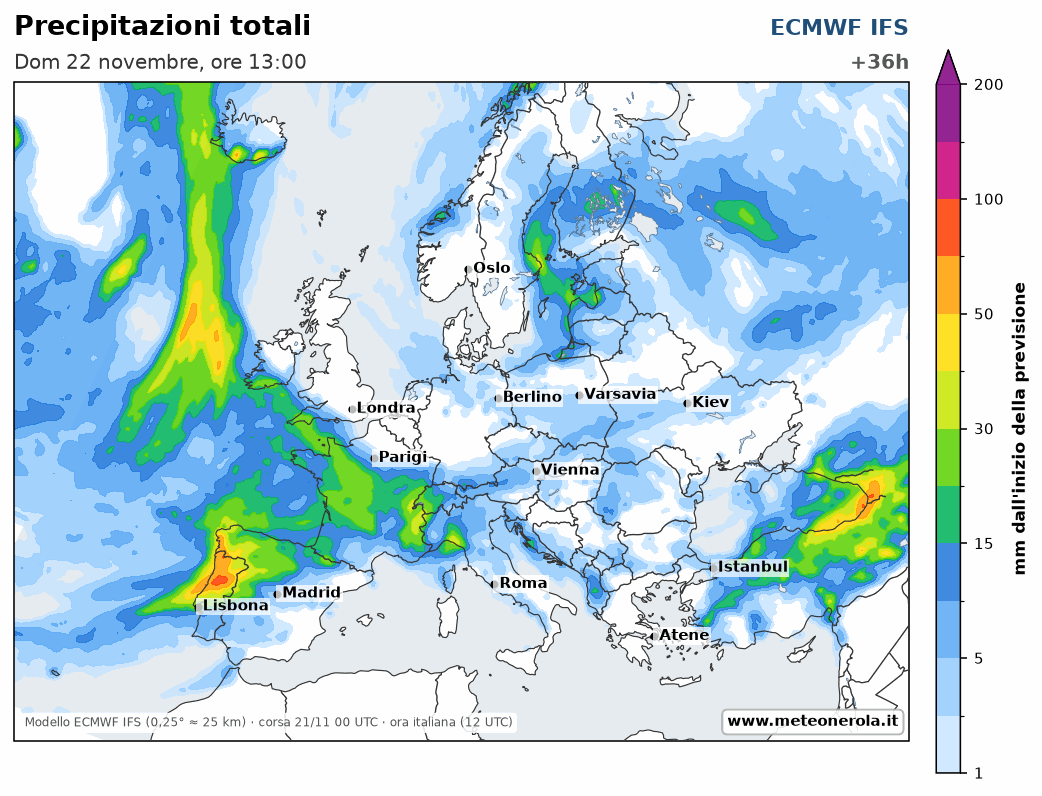 Precipitazioni totali
ECMWF IFS
Dom 22 novembre, ore 13:00
+36h
200
100
50
30
15
5
1
mm dall'inizio della previsione
Oslo
Berlino
Varsavia
Kiev
Londra
Parigi
Vienna
Istanbul
Roma
Madrid
Lisbona
Atene
Modello ECMWF IFS (0,25° ≈ 25 km) · corsa 21/11 00 UTC · ora italiana (12 UTC)
www.meteonerola.it